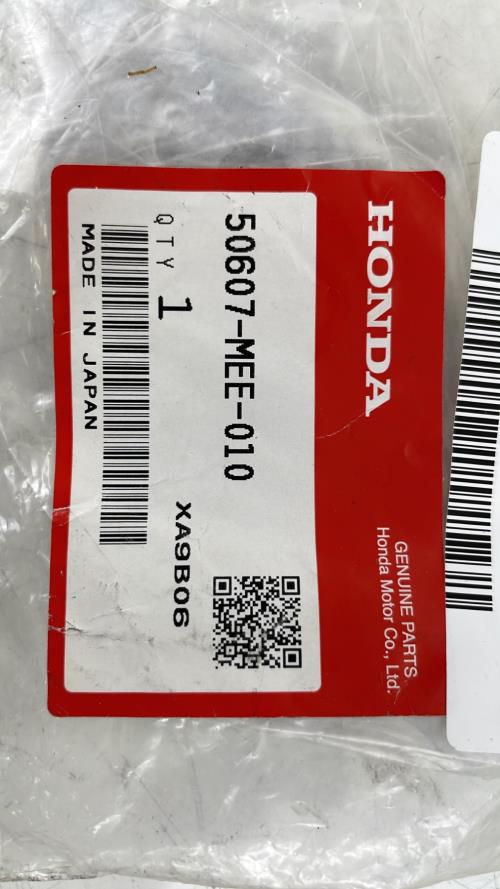 HONDA
GENUINE PARTS
Honda Motor Co., Ltd.
50607-MEE-010
XA9B06
QTY 1
MADE IN JAPAN